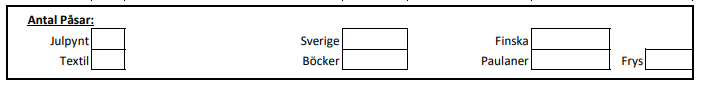 Antal Påsar:
Julpynt Sverige Finska
Textil Böcker Paulaner Frys